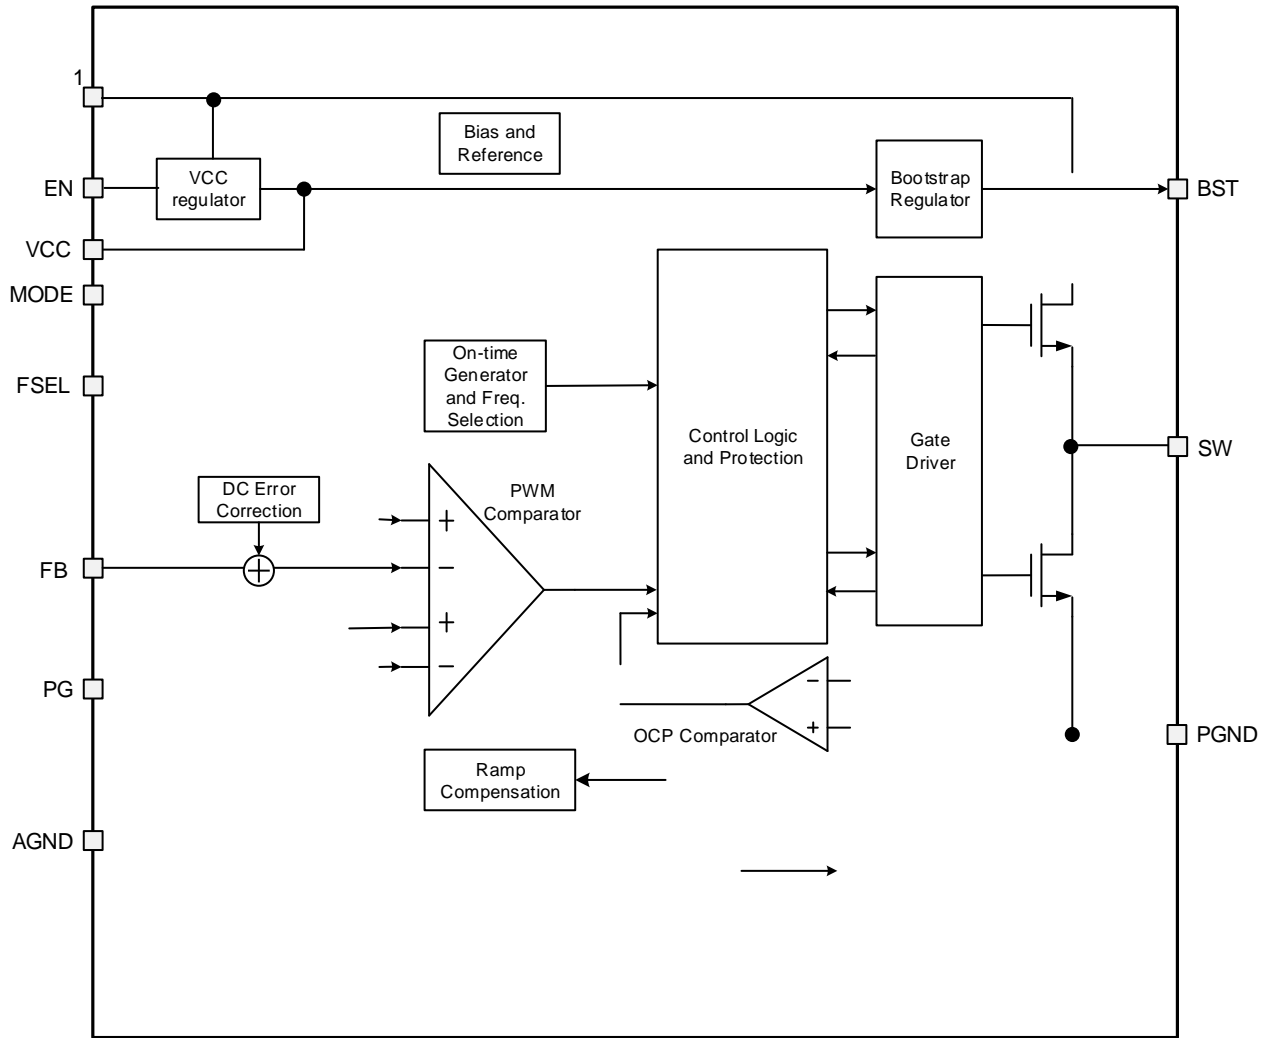 1
Bias and
Reference
EN
VCC
regulator
Bootstrap
Regulator
BST
VCC
MODE
On-time
Generator
and Freq.
Selection
FSEL
Control Logic
and Protection
Gate
Driver
SW
DC Error
Correction
PWM
Comparator
+
−
+
−
FB
PG
−
+
OCP Comparator
PGND
Ramp
Compensation
AGND